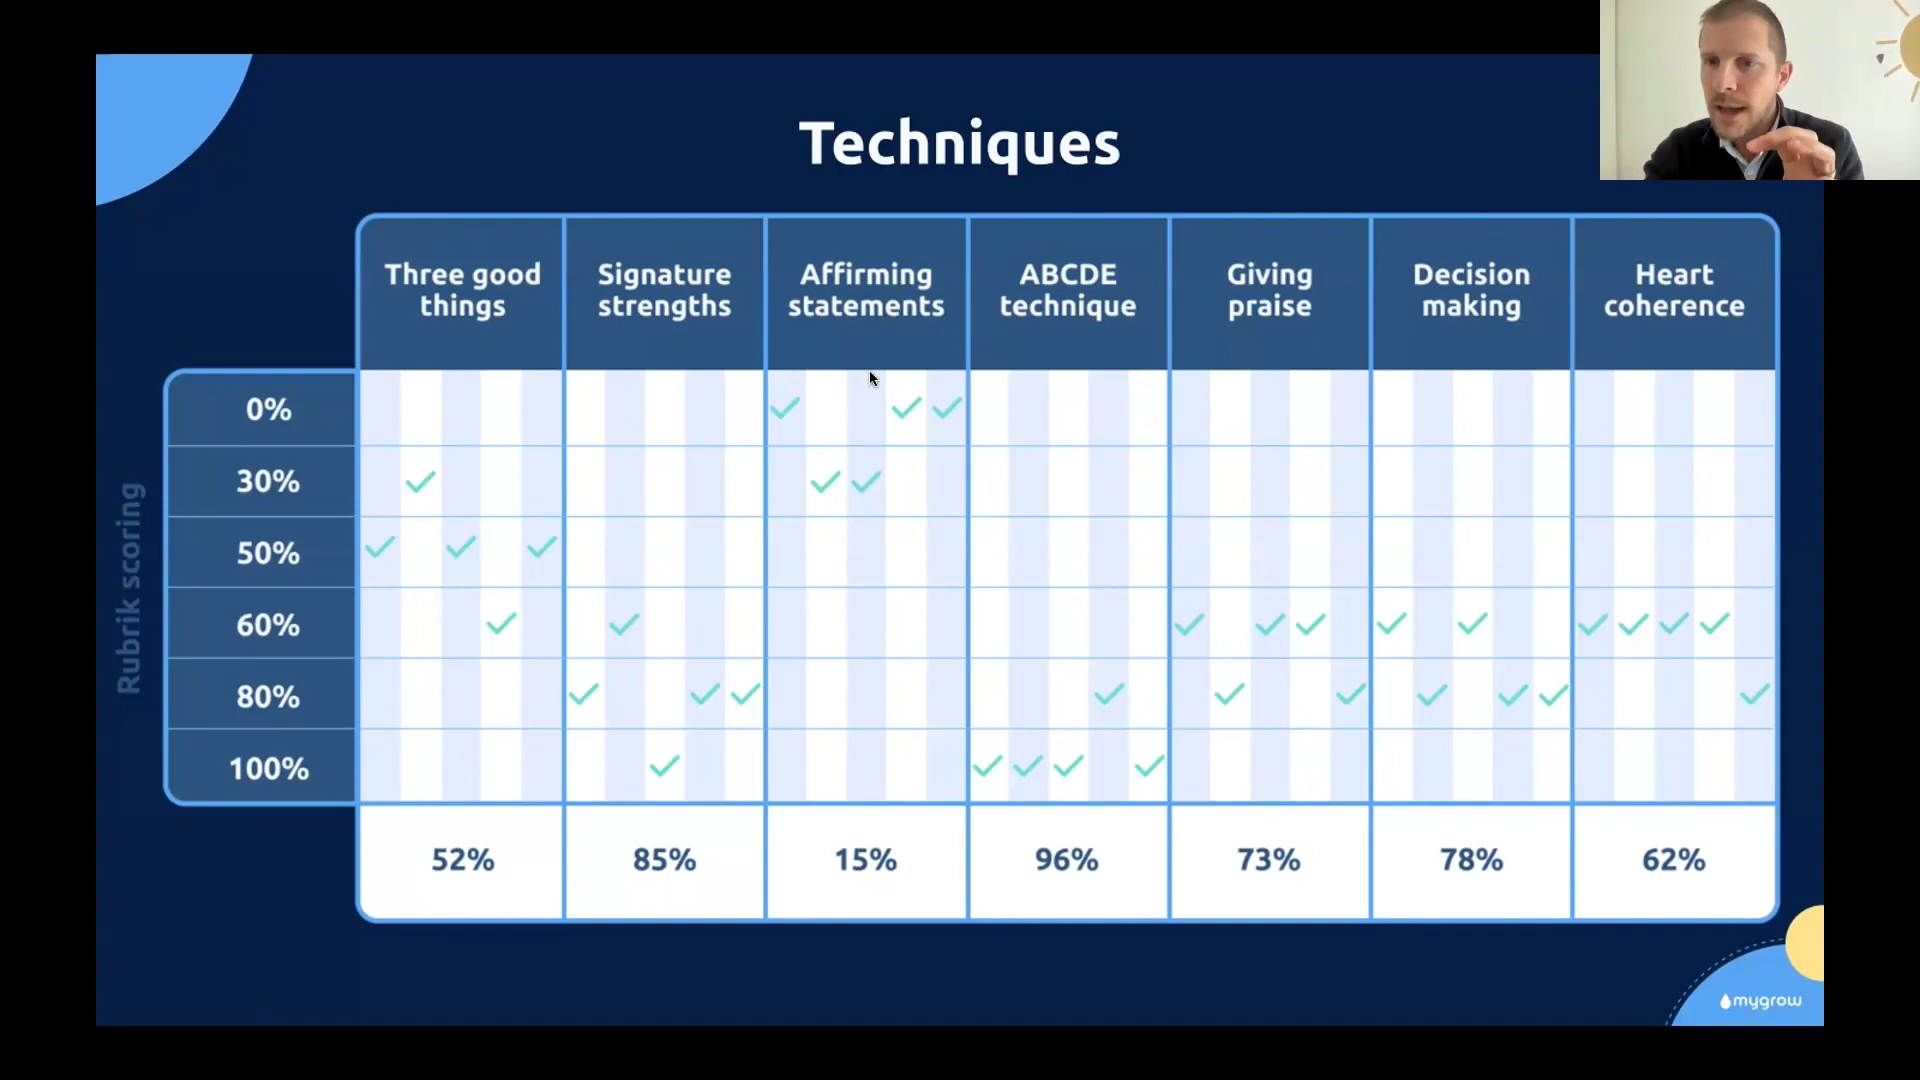 Techniques
Three good
things
Signature
strengths
Affirming
statements
ABCDE
technique
Giving
praise
Decision
making
Heart
coherence
Rubrik scoring
0%
30%
50%
60%
80%
100%
52% 85% 15% 96% 73% 78% 62%
mygrow